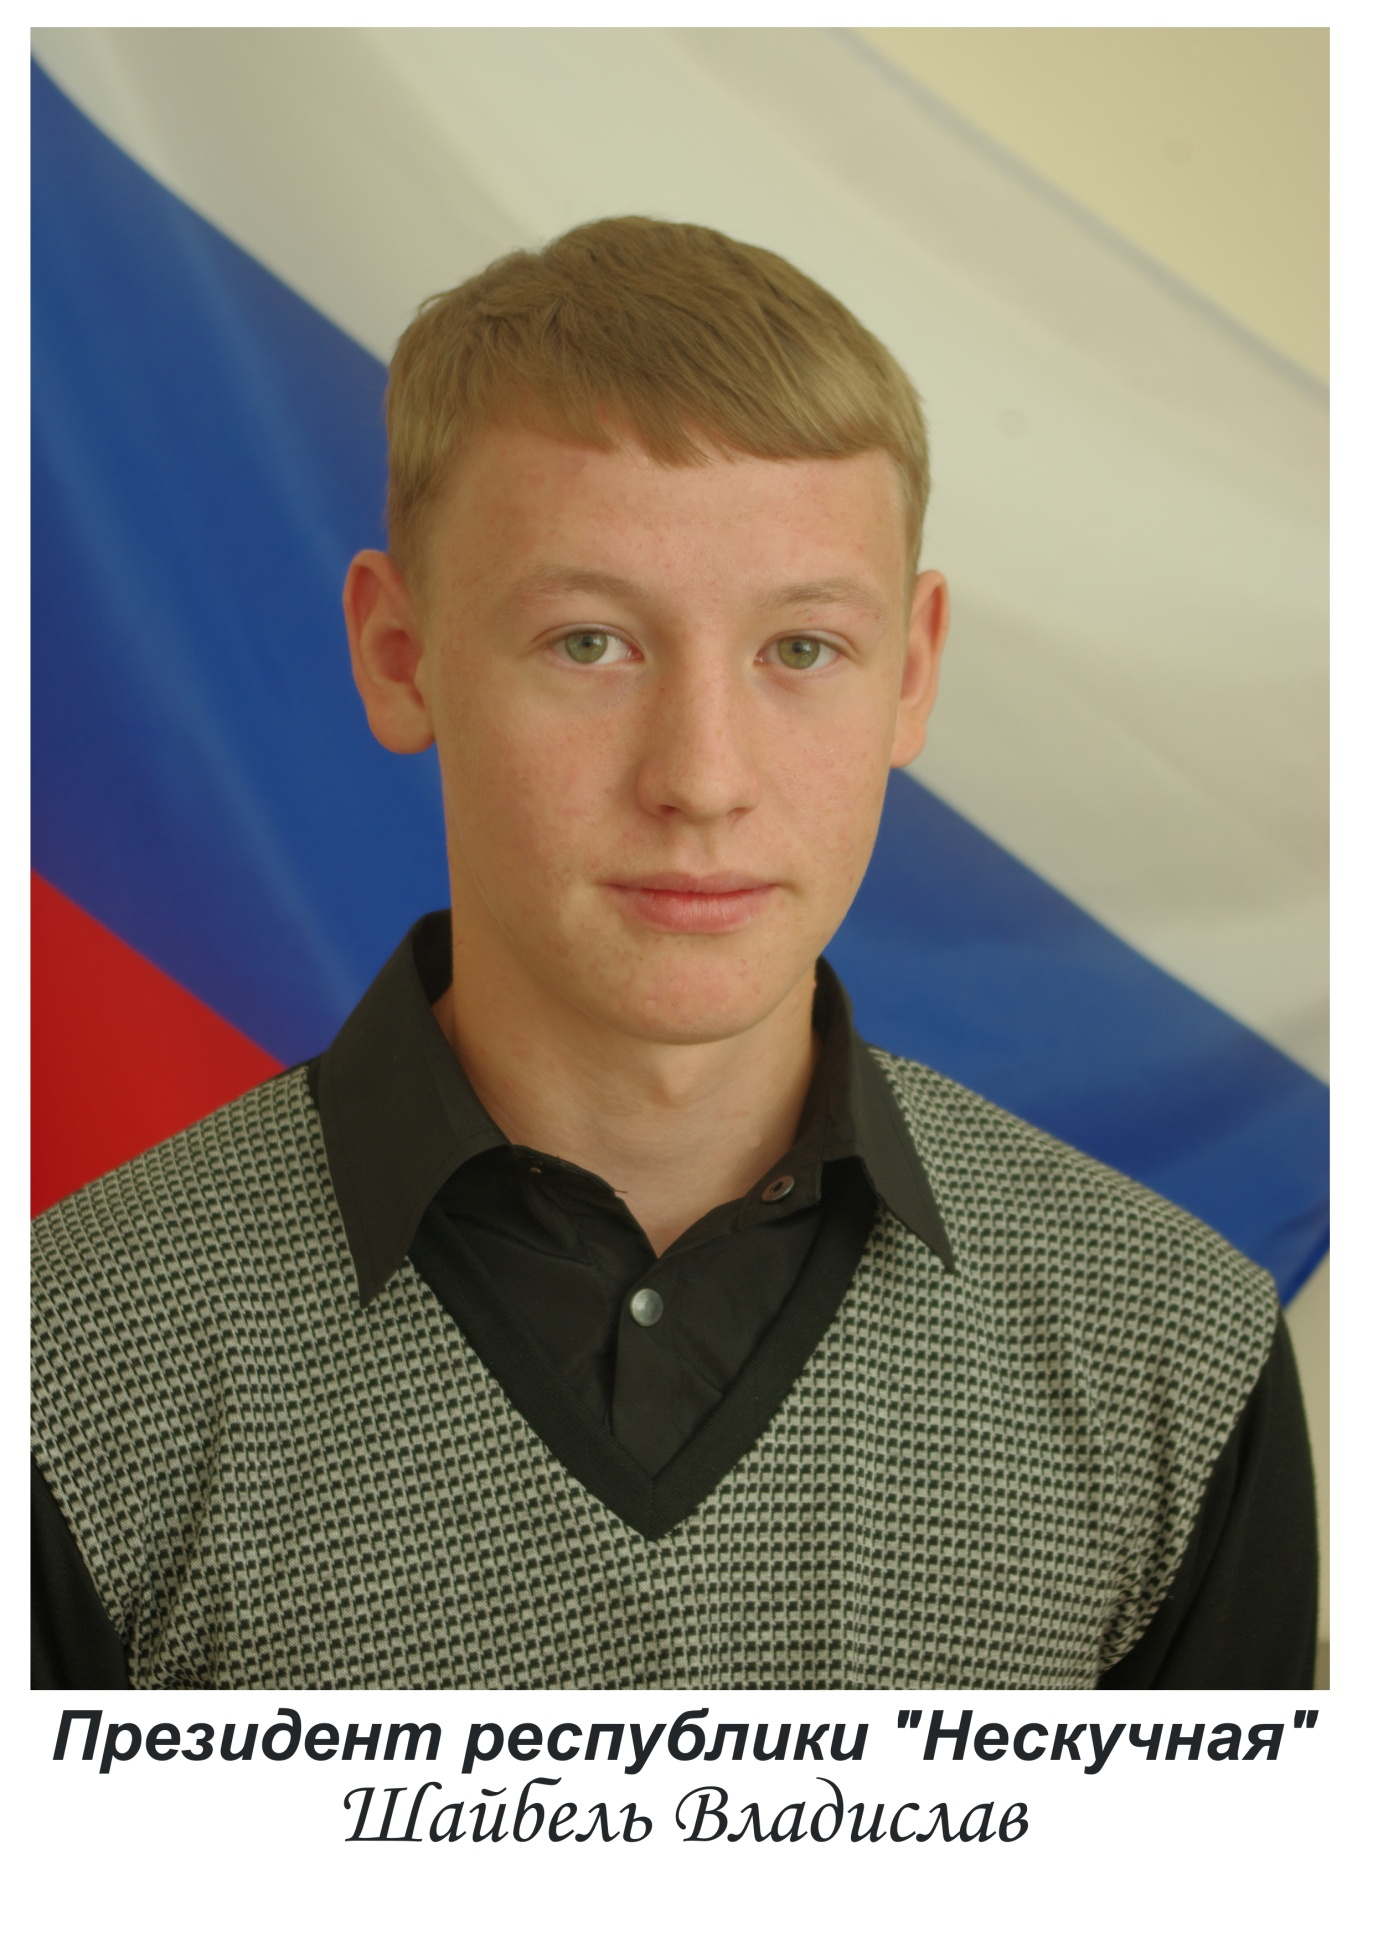 Президент республики "Нескучная"
Шайбель Владислав